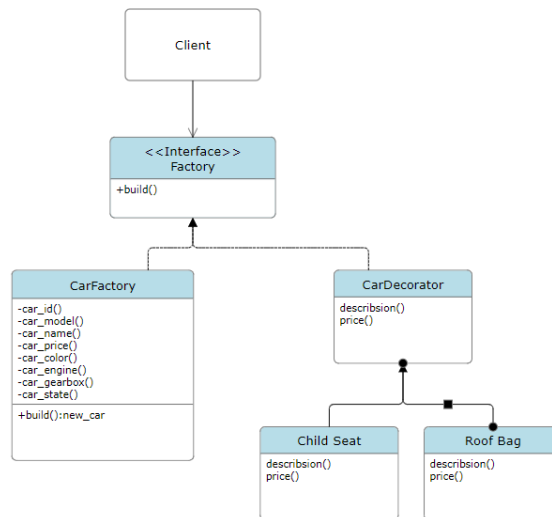 Client
<<Interface>>
Factory
+build()
CarFactory
-car_id()
-car_model()
-car_name()
-car_price()
-car_color()
-car_engine()
-car_gearbox()
-car_state()
+build():new_car
CarDecorator
describsion()
price()
Child Seat
describsion()
price()
Roof Bag
describsion()
price()